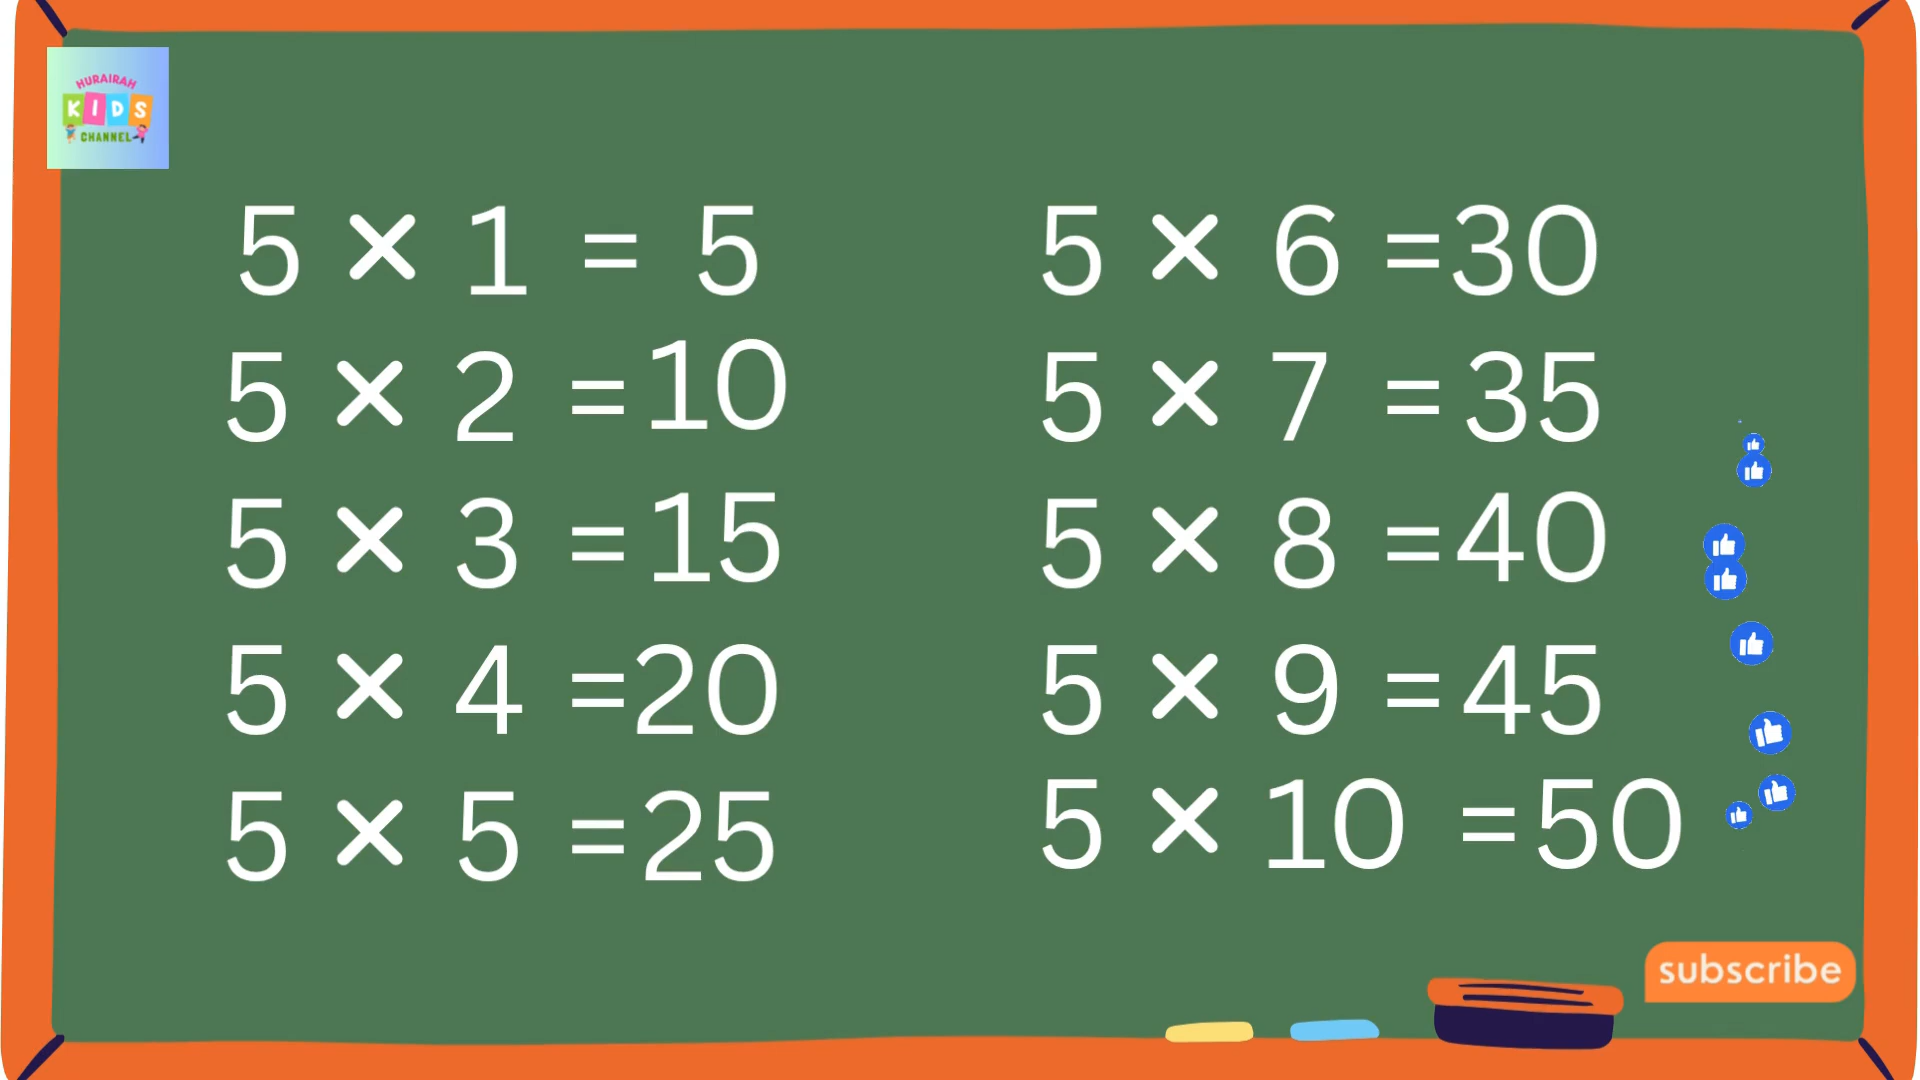 HURAIRAH
KIDS
CHANNEL
5 × 1 = 5
5 × 2 =10
5 × 3 =15
5 × 4 =20
5 × 5 =25
5 × 6 =30
5 × 7 =35
5 × 8 =40
5 × 9 =45
5 × 10 =50
subscribe